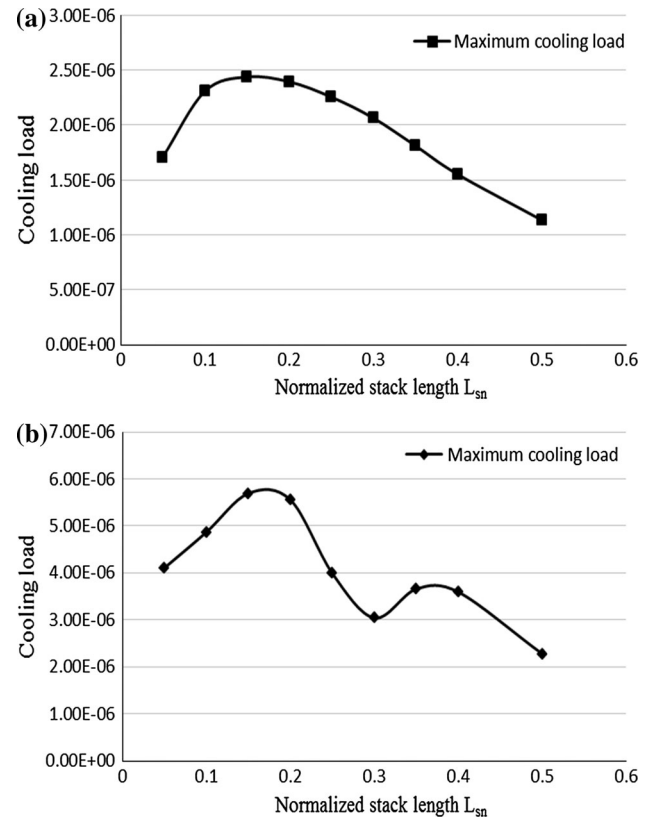 (a)
3.00E-06
2.50E-06
2.00E-06
1.50E-06
1.00E-06
5.00E-07
0.00E+00
Cooling load
Maximum cooling load
0 0.1 0.2 0.3 0.4 0.5 0.6
Normalized stack length Lsn
(b)
7.00E-06
6.00E-06
5.00E-06
4.00E-06
3.00E-06
2.00E-06
1.00E-06
0.00E+00
Cooling load
Maximum cooling load
0 0.1 0.2 0.3 0.4 0.5 0.6
Normalized stack length Lsn